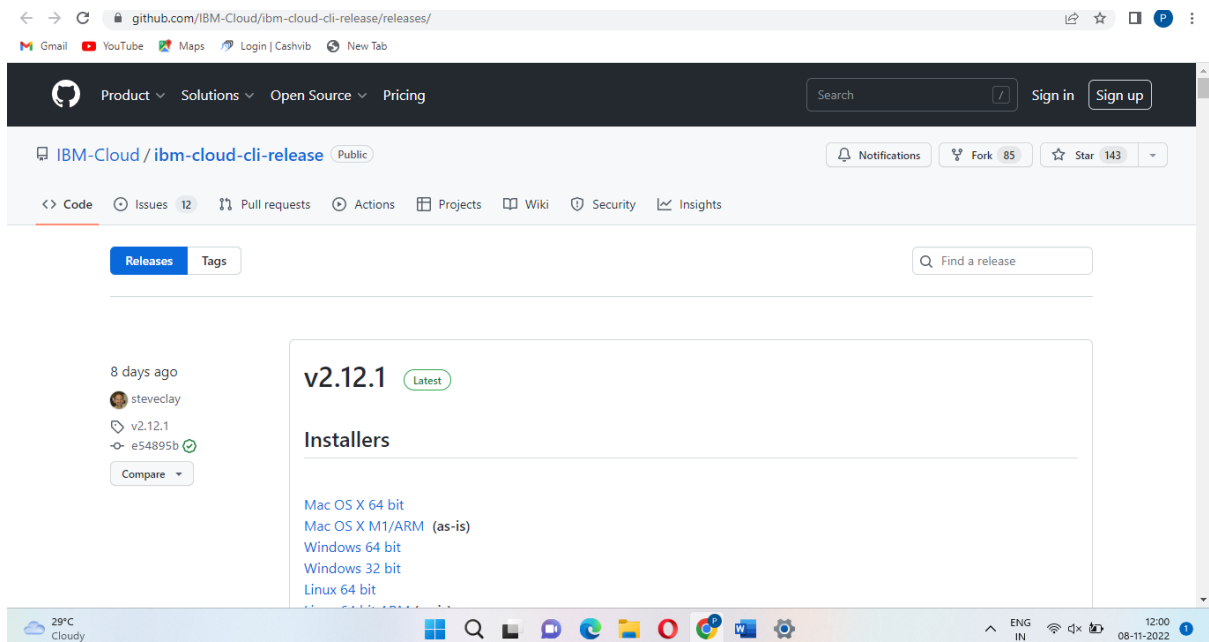 github.com/IBM-Cloud/ibm-cloud-cli-release/releases/
P
Gmail YouTube Maps Login | Cashvib New Tab
Product Solutions Open Source Pricing Search / Sign in Sign up
IBM-Cloud / ibm-cloud-cli-release Public Notifications Fork 85 Star 143
Code Issues 12 Pull requests Actions Projects Wiki Security Insights
Releases Tags Find a release
8 days ago
steveclay
v2.12.1
e54895b
Compare
v2.12.1 Latest
Installers
Mac OS X 64 bit
Mac OS X M1/ARM (as-is)
Windows 64 bit
Windows 32 bit
Linux 64 bit
29°C
Cloudy
ENG
IN
12:00
08-11-2022
1